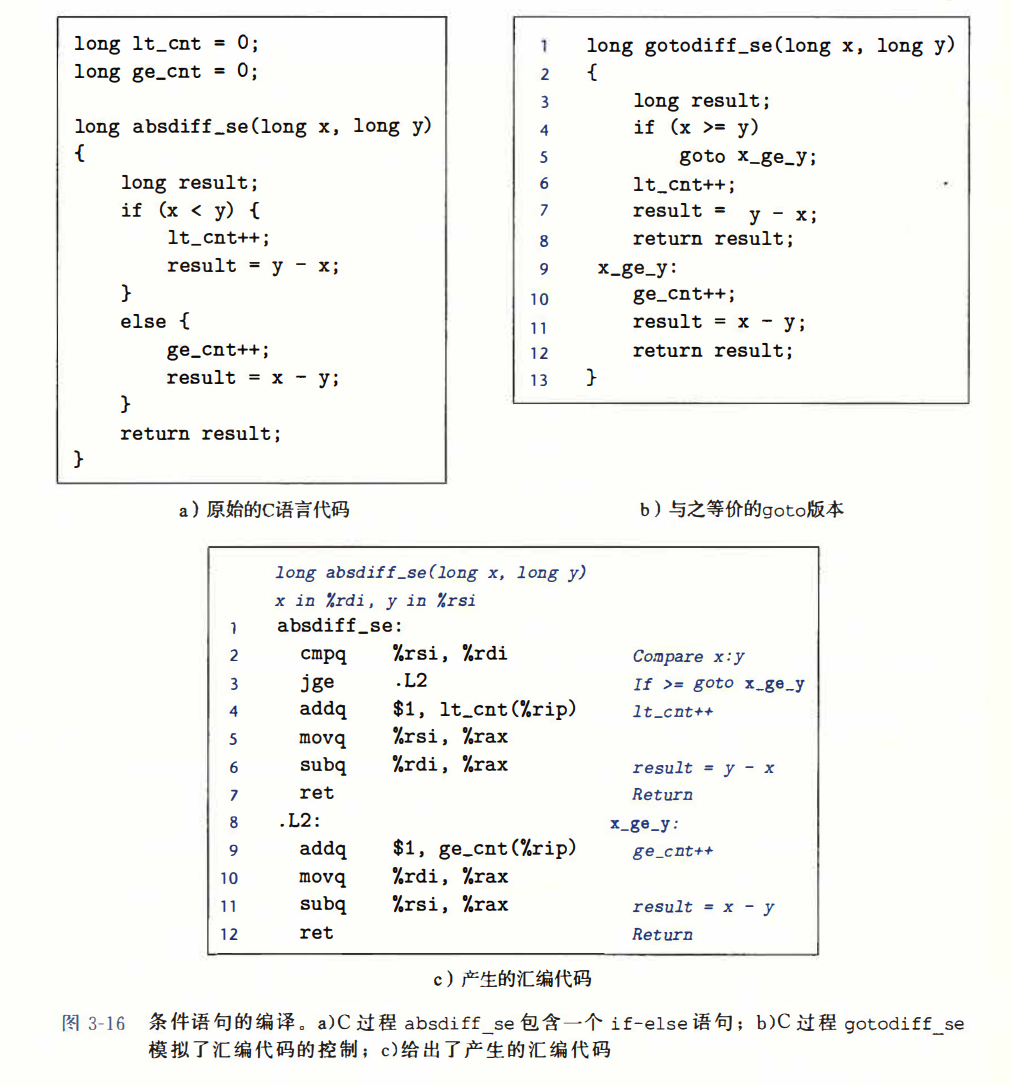 long lt_cnt = 0;
long ge_cnt = 0;
long absdiff_se(long x, long y)
{
long result;
if (x < y) {
lt_cnt++;
result = y - x;
}
else {
ge_cnt++;
result = x - y;
}
return result;
}
a）原始的C语言代码
1 long gotodiff_se(long x, long y)
2 {
3 long result;
4 if (x >= y)
5 goto x_ge_y;
6 lt_cnt++;
7 result = y - x;
8 return result;
9 x_ge_y:
10 ge_cnt++;
11 result = x - y;
12 return result;
13 }
b）与之等价的goto版本
long absdiff_se(long x, long y)
x in %rdi, y in %rsi
1 absdiff_se:
2 cmpq %rsi, %rdi Compare x:y
3 jge .L2 If >= goto x_ge_y
4 addq $1, lt_cnt(%rip) lt_cnt++
5 movq %rsi, %rax
6 subq %rdi, %rax result = y - x
7 ret Return
8 .L2: x_ge_y:
9 addq $1, ge_cnt(%rip) ge_cnt++
10 movq %rdi, %rax
11 subq %rsi, %rax result = x - y
12 ret Return
c）产生的汇编代码
图 3-16 条件语句的编译。a)C 过程 absdiff_se 包含一个 if-else 语句；b)C 过程 gotodiff_se
模拟了汇编代码的控制；c)给出了产生的汇编代码